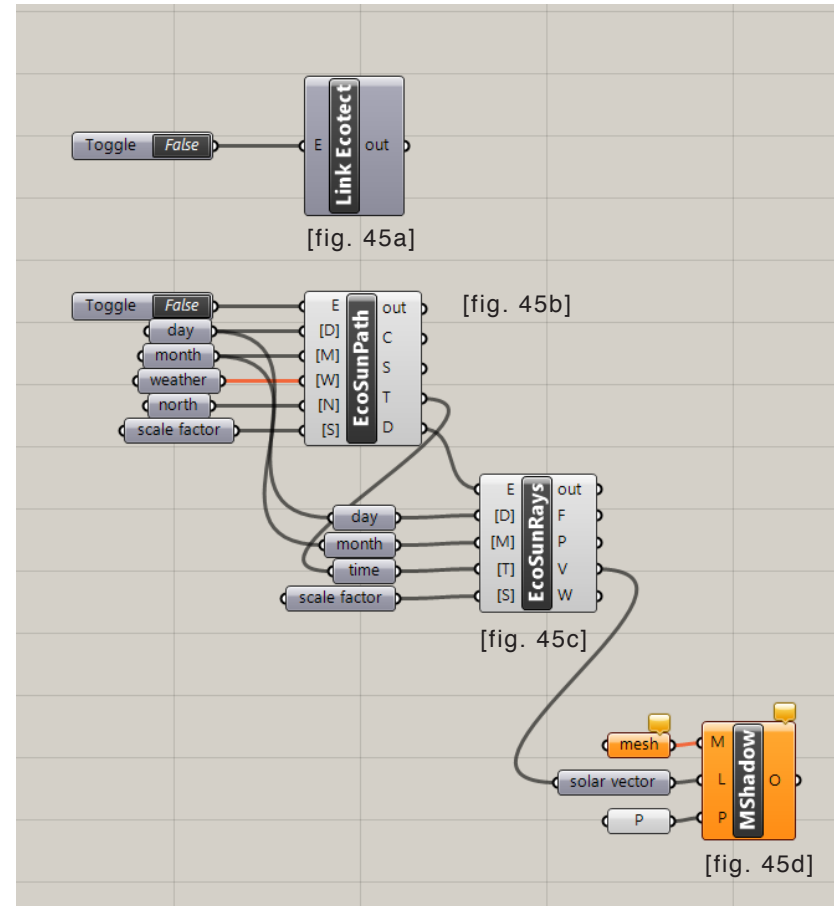 Toggle False
E Link Ecotect out
[fig. 45a]
Toggle False
day
month
weather
north
scale factor
E
[D]
[M]
[W]
[N]
[S]
EcoSunPath
out
C
S
T
D
[fig. 45b]
day
month
time
scale factor
E
[D]
[M]
[T]
[S]
EcoSunRays
out
F
P
V
W
[fig. 45c]
mesh
solar vector
P
M
L
P
MShadow
O
[fig. 45d]